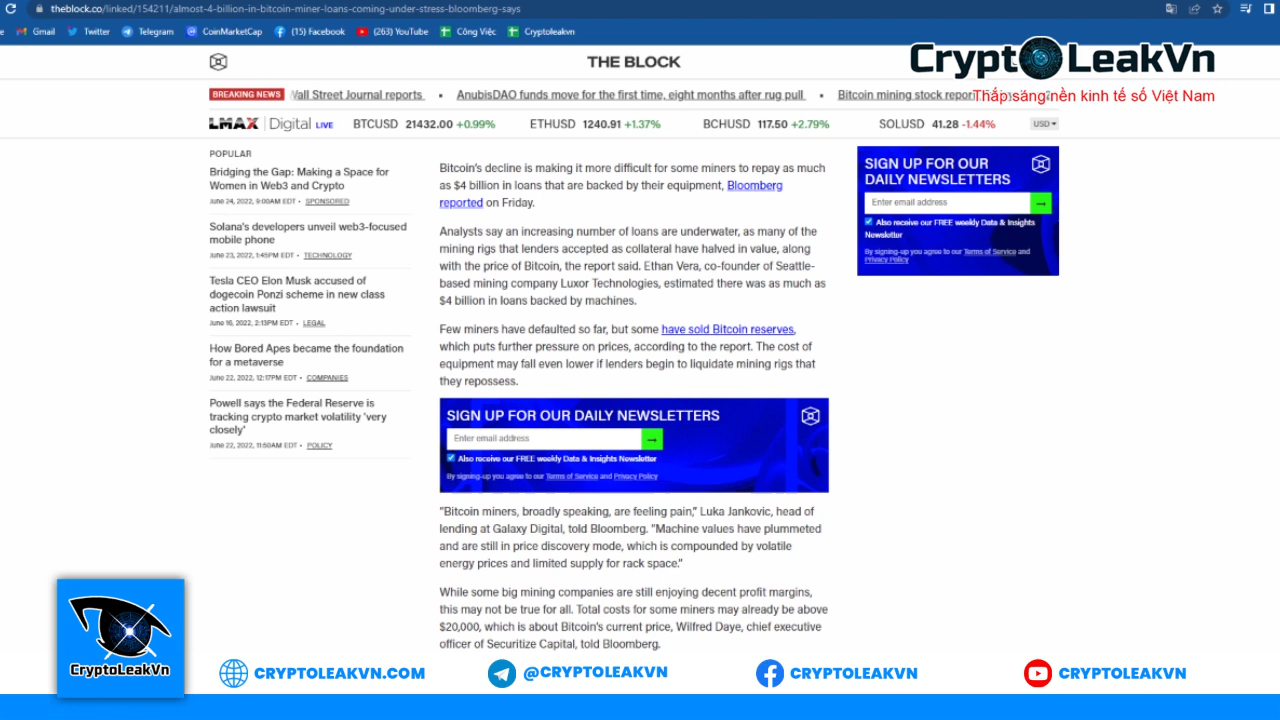 theblock.co/linked/154211/almost-4-billion-in-bitcoin-miner-loans-coming-under-stress-bloomberg-says
Gmail Twitter Telegram CoinMarketCap (15) Facebook (263) YouTube Công Việc Cryptoleakvn
THE BLOCK
CryptoLeakVn
Thắp sáng nền kinh tế số Việt Nam
BREAKING NEWS Wall Street Journal reports • AnubisDAO funds move for the first time, eight months after rug pull • Bitcoin mining stock
LMAX Digital LIVE BTCUSD 21432.00 +0.99% ETHUSD 1240.91 +1.37% BCHUSD 117.50 +2.79% SOLUSD 41.28 -1.44% USD
POPULAR
Bridging the Gap: Making a Space for
Women in Web3 and Crypto
June 24, 2022, 9:00AM EDT • SPONSORED
Solana's developers unveil web3-focused
mobile phone
June 23, 2022, 1:45PM EDT • TECHNOLOGY
Tesla CEO Elon Musk accused of
dogecoin Ponzi scheme in new class
action lawsuit
June 16, 2022, 2:13PM EDT • LEGAL
How Bored Apes became the foundation
for a metaverse
June 22, 2022, 12:17PM EDT • COMPANIES
Powell says the Federal Reserve is
tracking crypto market volatility 'very
closely'
June 22, 2022, 11:50AM EDT • POLICY
Bitcoin's decline is making it more difficult for some miners to repay as much
as $4 billion in loans that are backed by their equipment, Bloomberg
reported on Friday.
Analysts say an increasing number of loans are underwater, as many of the
mining rigs that lenders accepted as collateral have halved in value, along
with the price of Bitcoin, the report said. Ethan Vera, co-founder of Seattle-
based mining company Luxor Technologies, estimated there was as much as
$4 billion in loans backed by machines.
Few miners have defaulted so far, but some have sold Bitcoin reserves,
which puts further pressure on prices, according to the report. The cost of
equipment may fall even lower if lenders begin to liquidate mining rigs that
they repossess.
SIGN UP FOR OUR DAILY NEWSLETTERS
Enter email address →
Also receive our FREE weekly Data & Insights Newsletter
By signing-up you agree to our Terms of Service and Privacy Policy
"Bitcoin miners, broadly speaking, are feeling pain," Luka Jankovic, head of
lending at Galaxy Digital, told Bloomberg. "Machine values have plummeted
and are still in price discovery mode, which is compounded by volatile
energy prices and limited supply for rack space."
While some big mining companies are still enjoying decent profit margins,
this may not be true for all. Total costs for some miners may already be above
$20,000, which is about Bitcoin's current price, Wilfred Daye, chief executive
officer of Securitize Capital, told Bloomberg.
SIGN UP FOR OUR
DAILY NEWSLETTERS
Enter email address →
Also receive our FREE weekly Data & Insights
Newsletter
By signing-up you agree to our Terms of Service and
Privacy Policy
CryptoLeakVn
CRYPTOLEAKVN.COM @CRYPTOLEAKVN CRYPTOLEAKVN CRYPTOLEAKVN